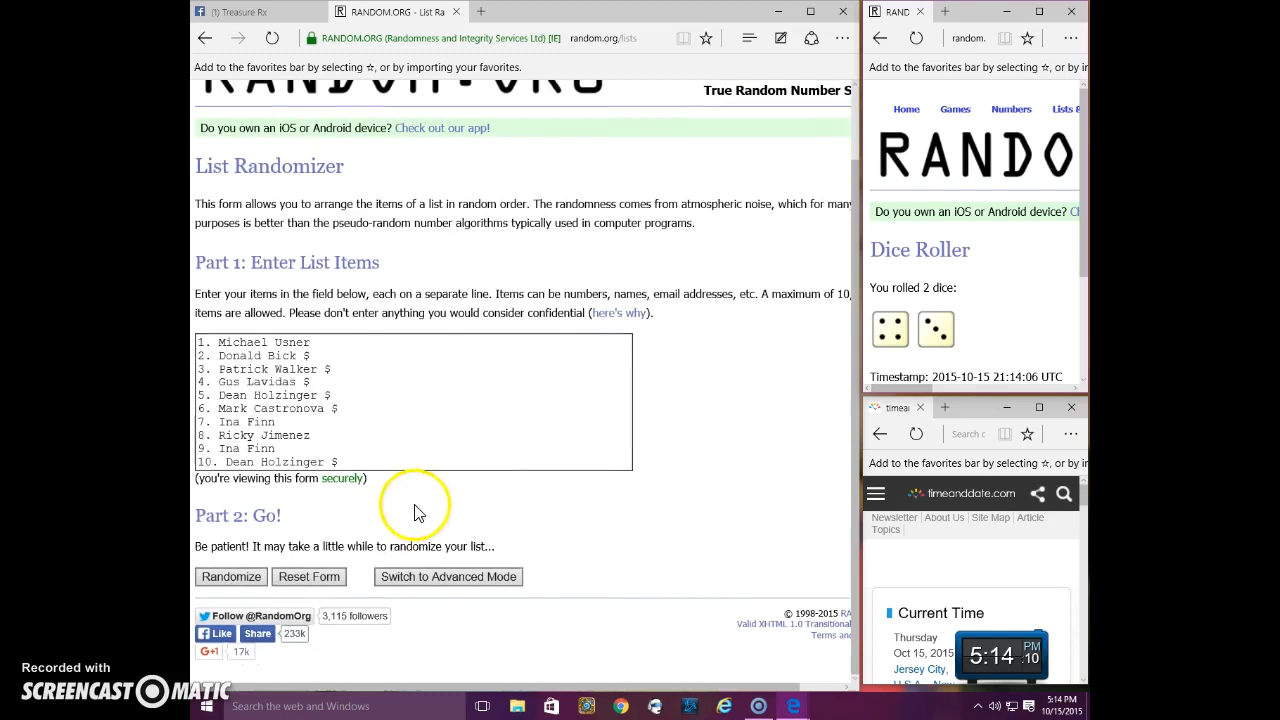 (1) Treasure Rx
RANDOM.ORG - List Ra
RANDOM.ORG (Randomness and Integrity Services Ltd) [IE] random.org/lists
Add to the favorites bar by selecting ☆, or by importing your favorites.
RANDOM.ORG
True Random Number S
Do you own an iOS or Android device? Check out our app!
List Randomizer
This form allows you to arrange the items of a list in random order. The randomness comes from atmospheric noise, which for many
purposes is better than the pseudo-random number algorithms typically used in computer programs.
Part 1: Enter List Items
Enter your items in the field below, each on a separate line. Items can be numbers, names, email addresses, etc. A maximum of 10,
items are allowed. Please don't enter anything you would consider confidential (here's why).
1. Michael Usner
2. Donald Bick $
3. Patrick Walker $
4. Gus Lavidas $
5. Dean Holzinger $
6. Mark Castronova $
7. Ina Finn
8. Ricky Jimenez
9. Ina Finn
10. Dean Holzinger $
(you're viewing this form securely)
Part 2: Go!
Be patient! It may take a little while to randomize your list...
Randomize
Reset Form
Switch to Advanced Mode
Follow @RandomOrg
3,115 followers
Like
Share
233k
G+1
17k
© 1998-2015 RA
Valid XHTML 1.0 Transitional
Terms and
RAND
random.
Add to the favorites bar by selecting ☆, or by i
Home Games Numbers Lists &
RANDO
Do you own an iOS or Android device? Ch
Dice Roller
You rolled 2 dice:
Timestamp: 2015-10-15 21:14:06 UTC
timea
Search c
Add to the favorites bar by selecting ☆, or by i
timeanddate.com
Newsletter | About Us | Site Map | Article
Topics |
Current Time
Thursday
Oct 15, 2015
Jersey City,
U.S.A., New
5:14 PM :10
Recorded with
SCREENCAST-O-MATIC
Search the web and Windows
5:14 PM
10/15/2015